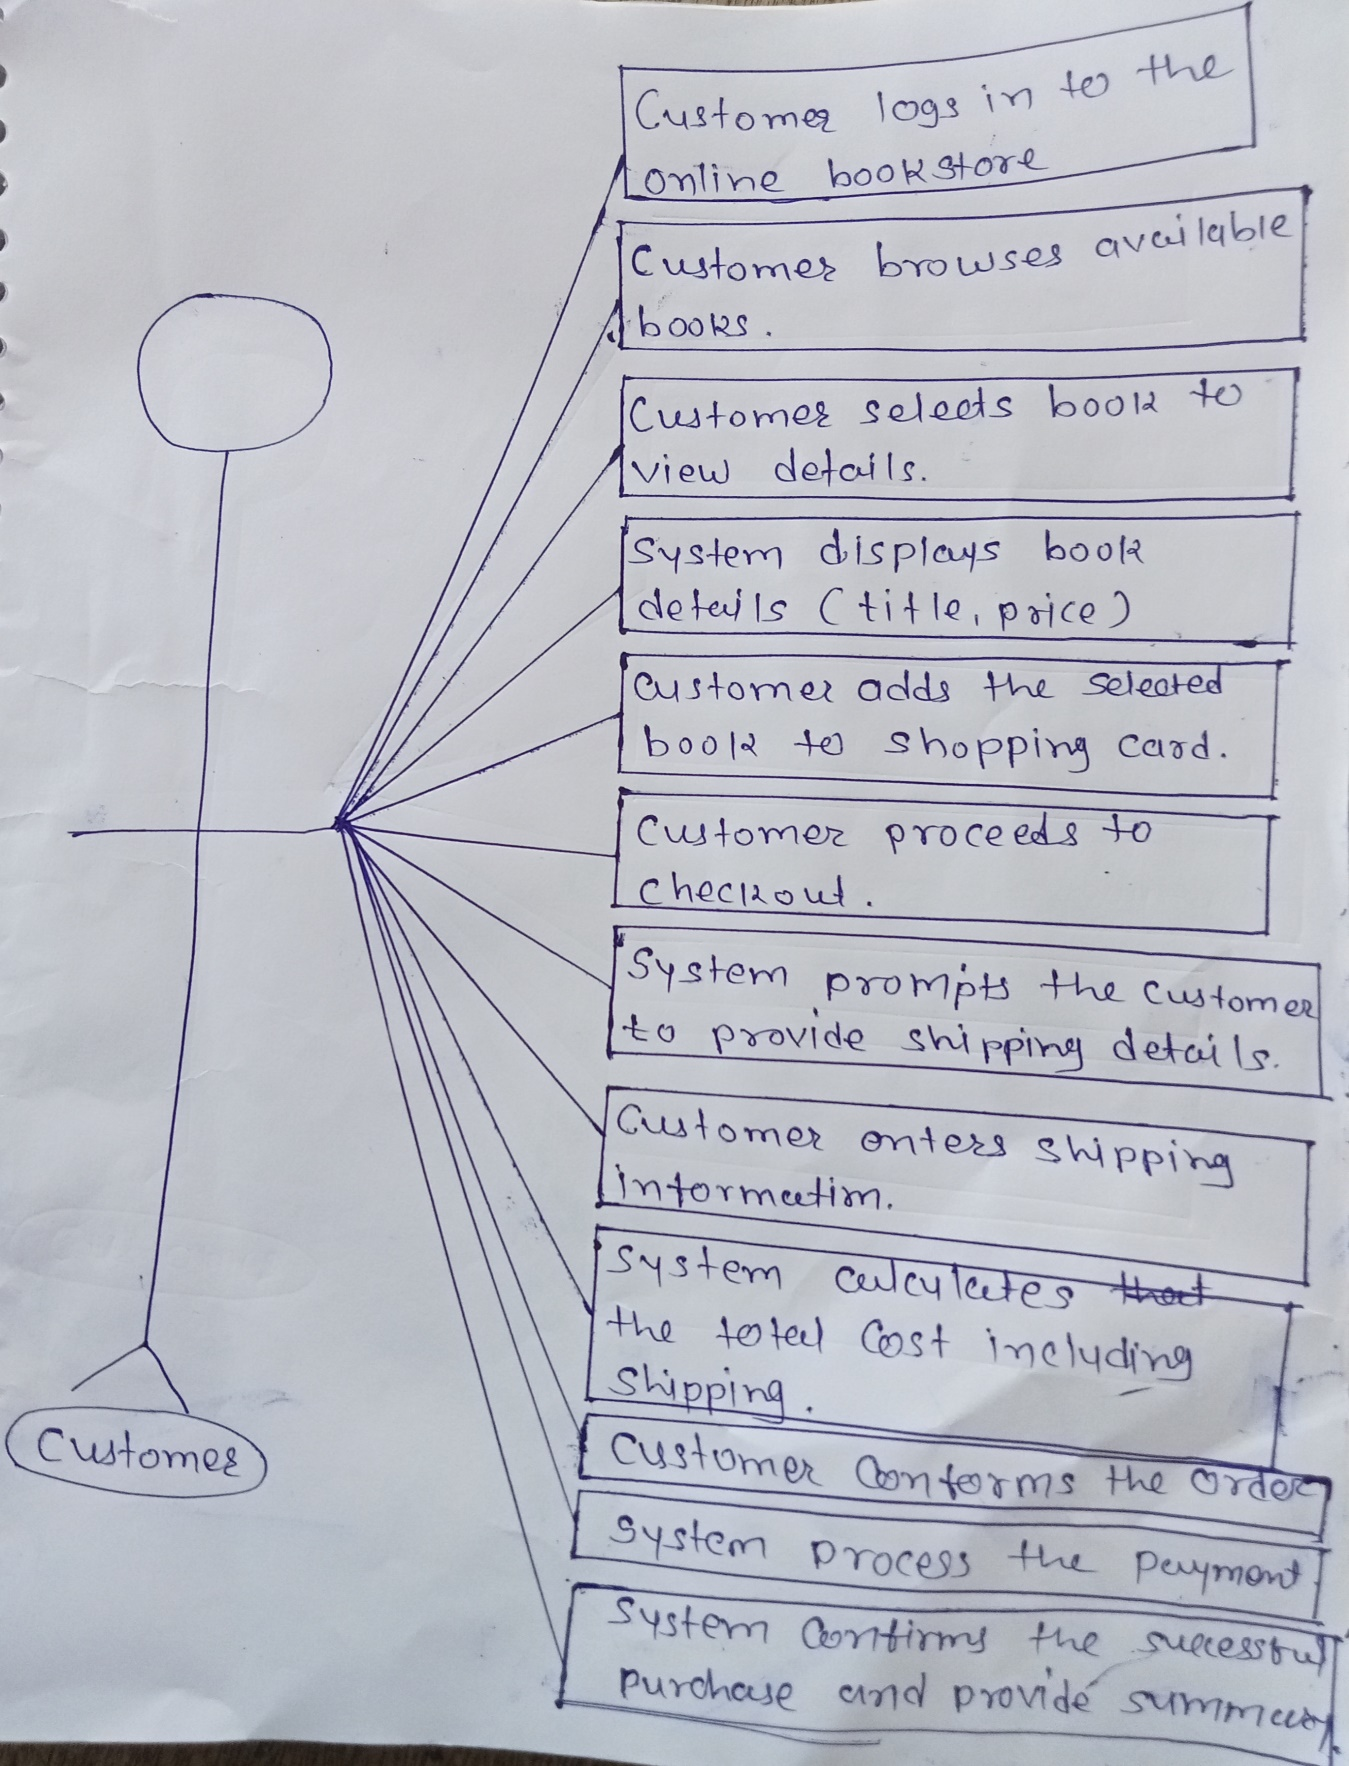 Customer logs in to the
online bookstore
Customer browses available
books.
Customer selects book to
view details.
System displays book
details (title, price)
Customer adds the selected
book to shopping card.
Customer proceeds to
checkout.
System prompts the customer
to provide shipping details.
Customer enters shipping
information.
System calculates that
the total cost including
shipping.
Customer Conforms the order
System process the payment
System Confirms the successful
purchase and provide summary.
Customer